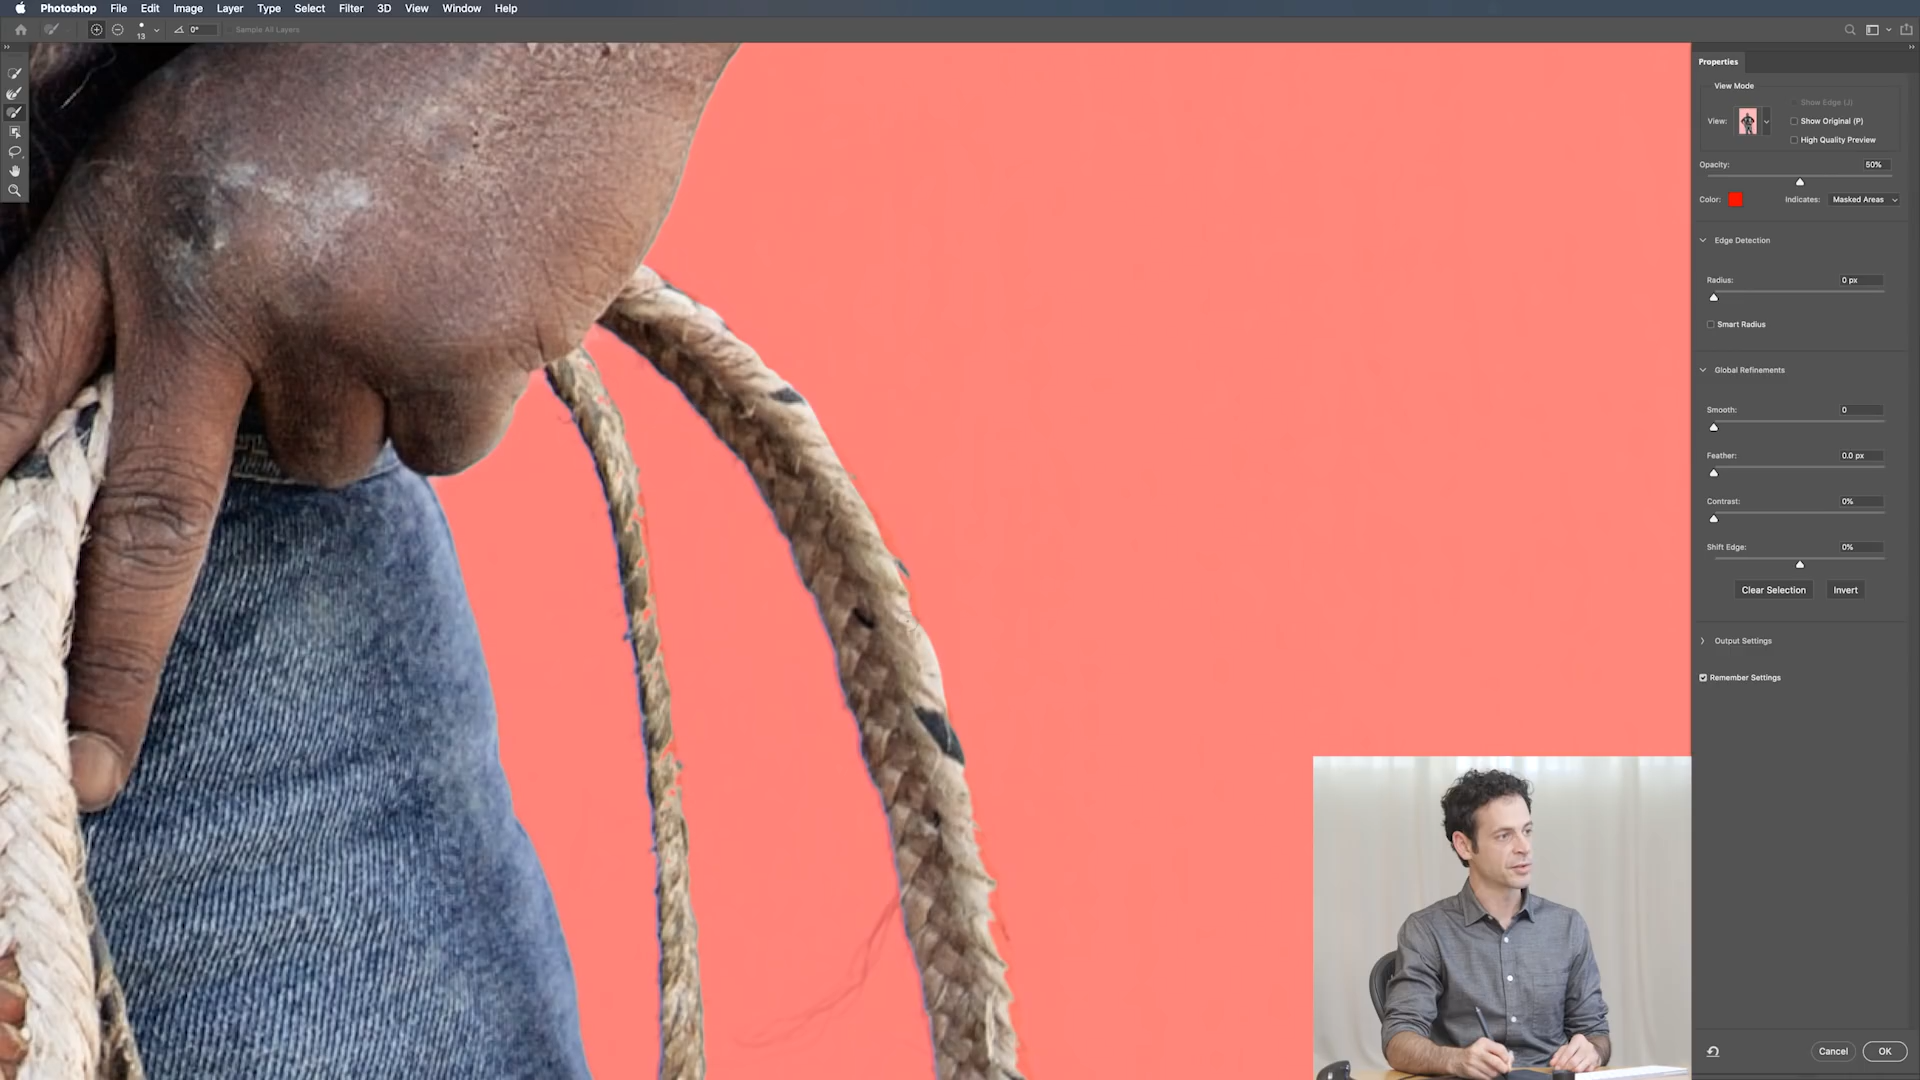 Photoshop File Edit Image Layer Type Select Filter 3D View Window Help
13 0° Sample All Layers
Properties
View Mode
Show Edge (J)
View: Show Original (P)
High Quality Preview
Opacity: 50%
Color: Indicates: Masked Areas
Edge Detection
Radius: 0 px
Smart Radius
Global Refinements
Smooth: 0
Feather: 0.0 px
Contrast: 0%
Shift Edge: 0%
Clear Selection Invert
Output Settings
Remember Settings
Cancel OK